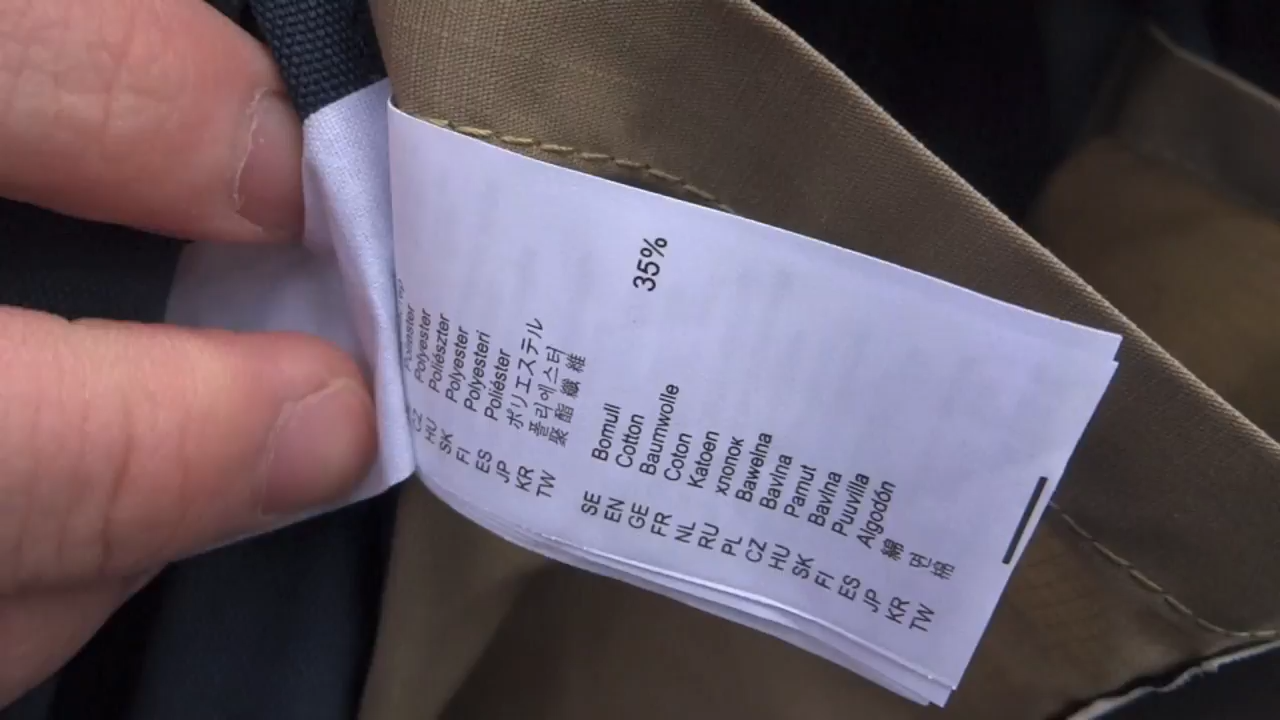 CZ Polyester
HU Poliészter
SK Polyester
FI Polyesteri
ES Poliéster
JP ポリエステル
KR 폴리에스터
TW 聚酯纖維
35%
SE Bomull
EN Cotton
GE Baumwolle
FR Coton
NL Katoen
RU хлопок
PL Bawełna
CZ Bavlna
HU Pamut
SK Bavlna
FI Puuvilla
ES Algodón
JP 綿
KR 면
TW 棉